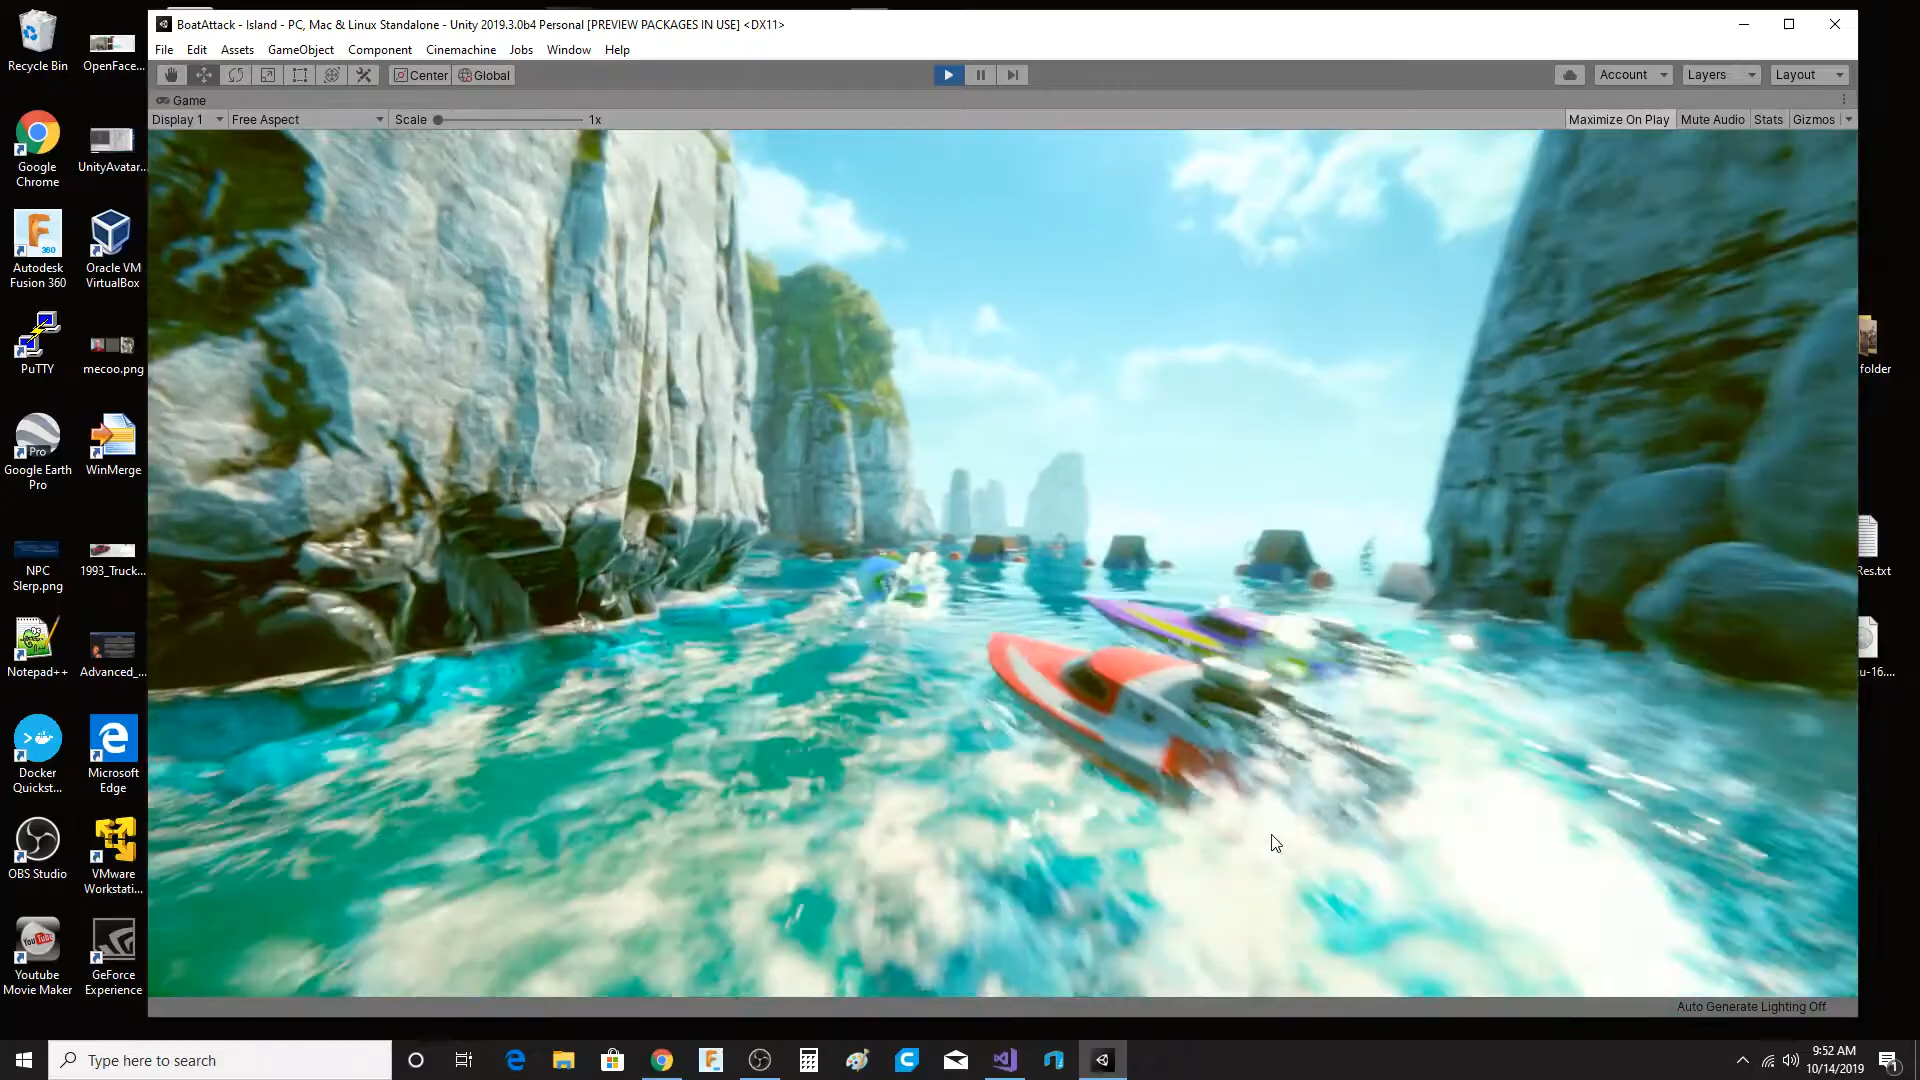 BoatAttack - Island - PC, Mac & Linux Standalone - Unity 2019.3.0b4 Personal [PREVIEW PACKAGES IN USE] <DX11>
File Edit Assets GameObject Component Cinemachine Jobs Window Help
Center Global
Account Layers Layout
Game
Display 1 Free Aspect Scale 1x
Maximize On Play Mute Audio Stats Gizmos
Recycle Bin
OpenFace...
Google
Chrome
UnityAvatar...
Autodesk
Fusion 360
360
Oracle VM
VirtualBox
PuTTY
mecoo.png
folder
Pro
Google Earth
Pro
WinMerge
NPC
Slerp.png
1993_Truck...
Res.txt
Notepad++
Advanced_...
u-16....
Docker
Quickst...
Microsoft
Edge
OBS Studio
VMware
Workstati...
You Tube
Youtube
Movie Maker
GeForce
Experience
Auto Generate Lighting Off
Type here to search
9:52 AM
10/14/2019
1